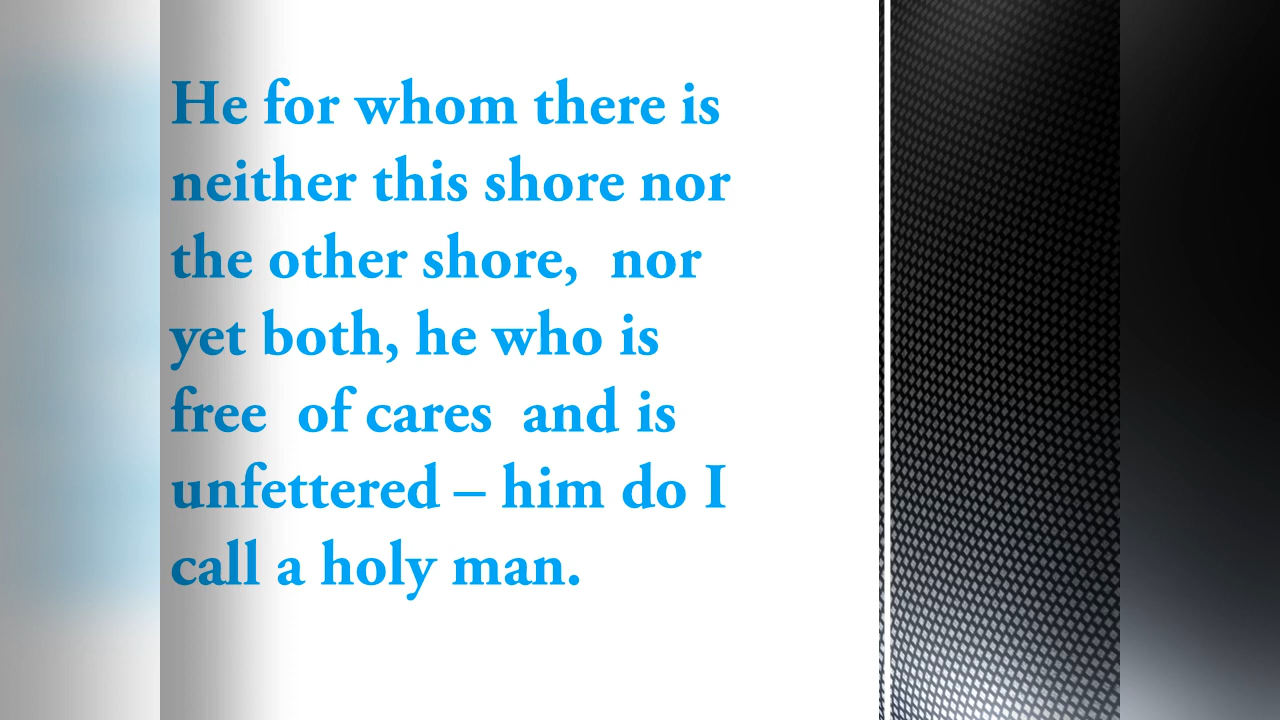 He for whom there is
neither this shore nor
the other shore,  nor
yet both, he who is
free  of cares  and is
unfettered – him do I
call a holy man.